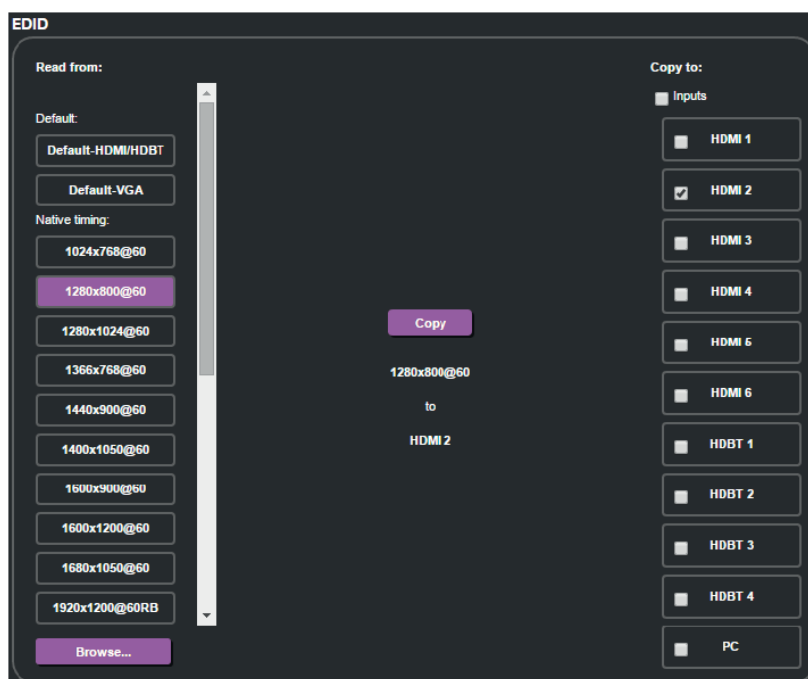 EDID
Read from:
Default:
Default-HDMI/HDBT
Default-VGA
Native timing:
1024x768@60
1280x800@60
1280x1024@60
1366x768@60
1440x900@60
1400x1050@60
1600x900@60
1600x1200@60
1680x1050@60
1920x1200@60RB
Browse...
Copy
1280x800@60
to
HDMI 2
Copy to:
Inputs
HDMI 1
HDMI 2
HDMI 3
HDMI 4
HDMI 5
HDMI 6
HDBT 1
HDBT 2
HDBT 3
HDBT 4
PC